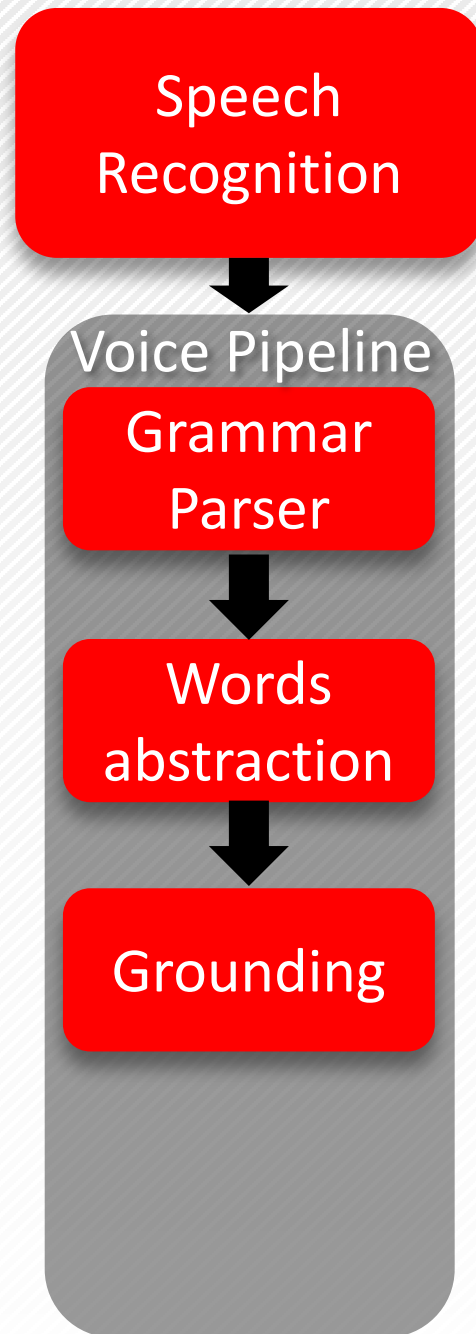 Speech
Recognition
Voice Pipeline
Grammar
Parser
Words
abstraction
Grounding